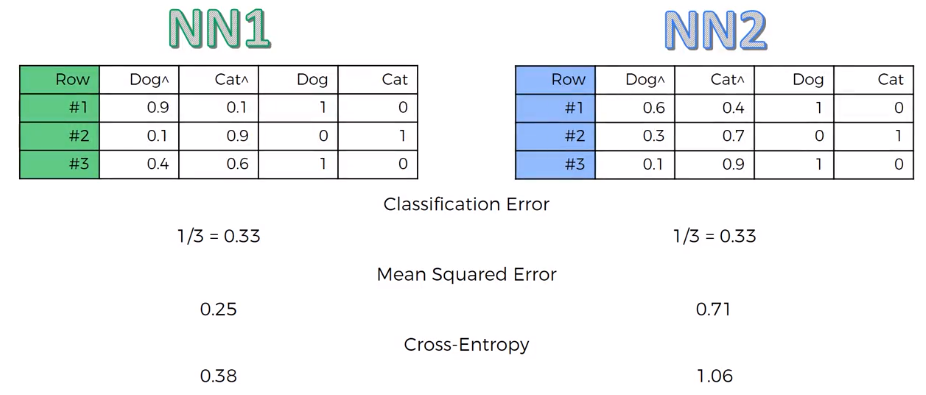 NN1 NN2
Row Dog^ Cat^ Dog Cat Row Dog^ Cat^ Dog Cat
#1 0.9 0.1 1 0 #1 0.6 0.4 1 0
#2 0.1 0.9 0 1 #2 0.3 0.7 0 1
#3 0.4 0.6 1 0 #3 0.1 0.9 1 0
Classification Error
1/3 = 0.33 1/3 = 0.33
Mean Squared Error
0.25 0.71
Cross-Entropy
0.38 1.06